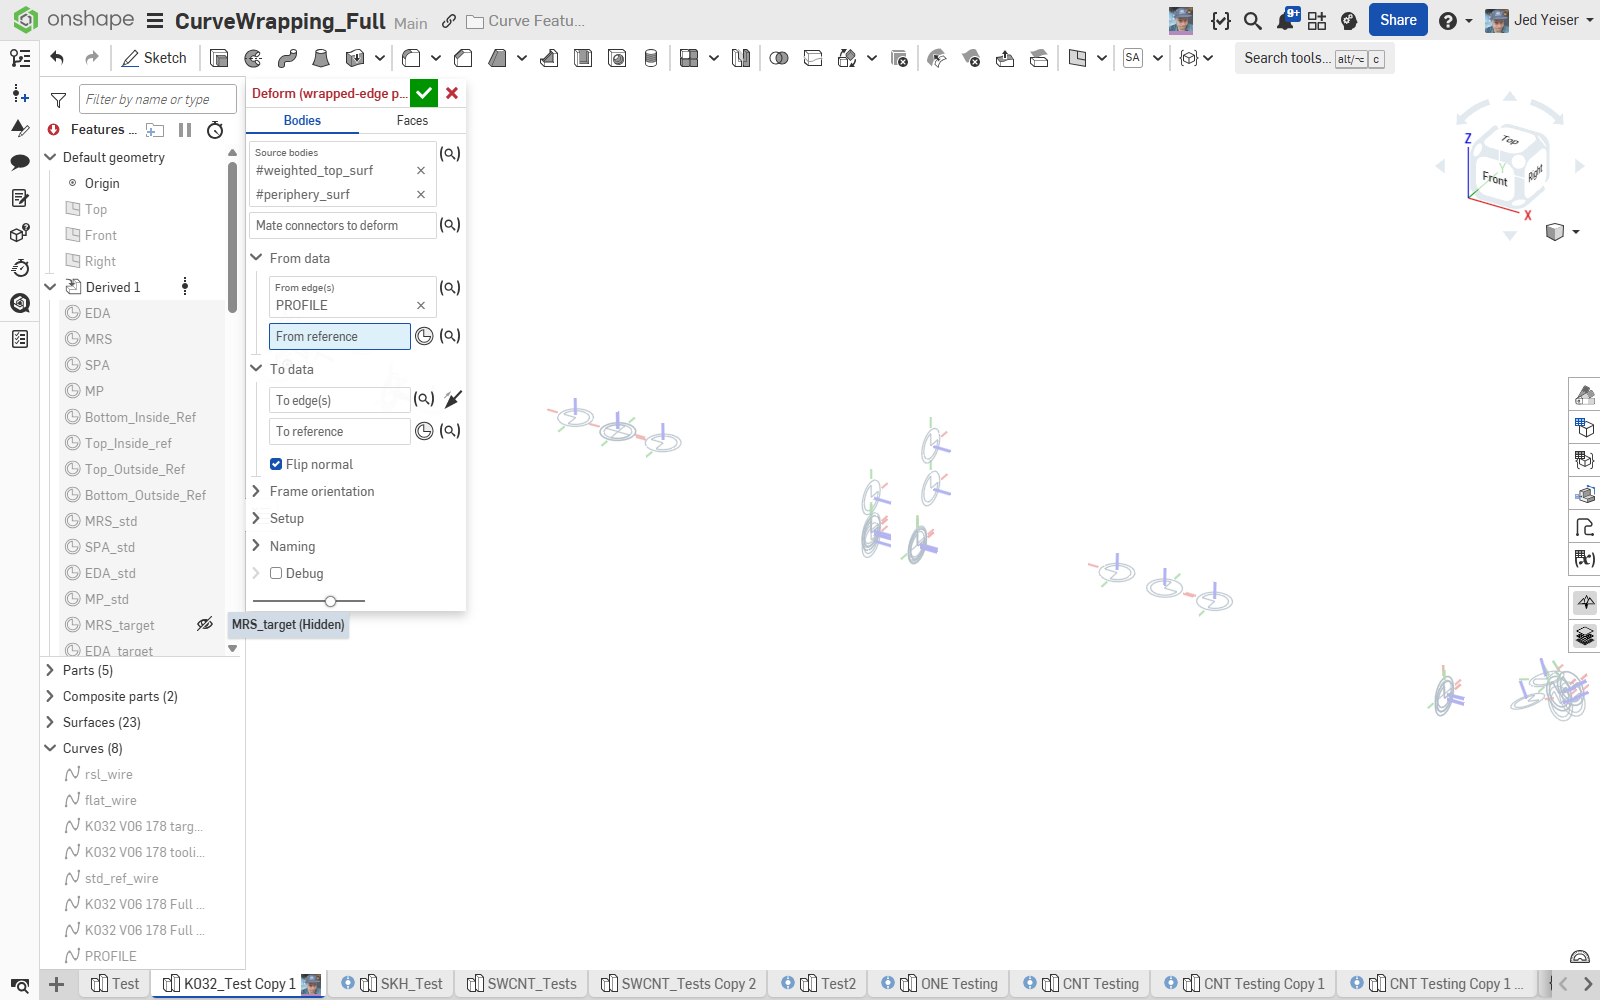 onshape
CurveWrapping_Full
Main
Curve Featu...
9+
Share
Jed Yeiser
Sketch
SA
Search tools...
alt/⌥
c
Filter by name or type
Features ...
Default geometry
Origin
Top
Front
Right
Derived 1
EDA
MRS
SPA
MP
Bottom_Inside_Ref
Top_Inside_ref
Top_Outside_Ref
Bottom_Outside_Ref
MRS_std
SPA_std
EDA_std
MP_std
MRS_target
EDA_target
Parts (5)
Composite parts (2)
Surfaces (23)
Curves (8)
rsl_wire
flat_wire
K032 V06 178 targ...
K032 V06 178 tooli...
std_ref_wire
K032 V06 178 Full ...
K032 V06 178 Full ...
PROFILE
Deform (wrapped-edge p...
Bodies
Faces
Source bodies
#weighted_top_surf
#periphery_surf
Mate connectors to deform
From data
From edge(s)
PROFILE
From reference
To data
To edge(s)
To reference
Flip normal
Frame orientation
Setup
Naming
Debug
MRS_target (Hidden)
Z
Top
Y
Front
Right
X
Test
K032_Test Copy 1
SKH_Test
SWCNT_Tests
SWCNT_Tests Copy 2
Test2
ONE Testing
CNT Testing
CNT Testing Copy 1
CNT Testing Copy 1 ...